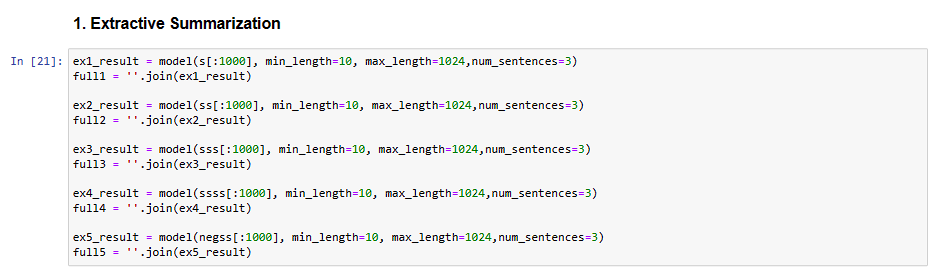 1. Extractive Summarization
In [21]: ex1_result = model(s[:1000], min_length=10, max_length=1024,num_sentences=3)
full1 = ''.join(ex1_result)
ex2_result = model(ss[:1000], min_length=10, max_length=1024,num_sentences=3)
full2 = ''.join(ex2_result)
ex3_result = model(sss[:1000], min_length=10, max_length=1024,num_sentences=3)
full3 = ''.join(ex3_result)
ex4_result = model(ssss[:1000], min_length=10, max_length=1024,num_sentences=3)
full4 = ''.join(ex4_result)
ex5_result = model(negss[:1000], min_length=10, max_length=1024,num_sentences=3)
full5 = ''.join(ex5_result)